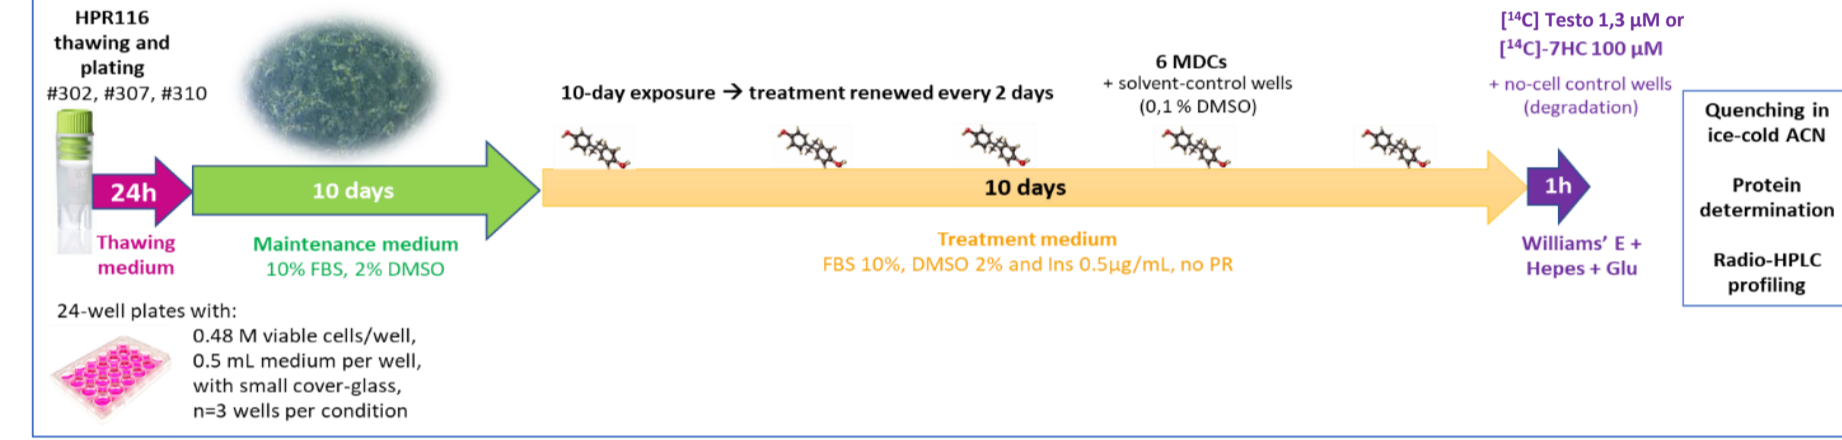 HPR116
thawing and
plating
#302, #307, #310
24h
Thawing
medium
10 days
Maintenance medium
10% FBS, 2% DMSO
24-well plates with:
0.48 M viable cells/well,
0.5 mL medium per well,
with small cover-glass,
n=3 wells per condition
10-day exposure → treatment renewed every 2 days
6 MDCs
+ solvent-control wells
(0,1 % DMSO)
10 days
Treatment medium
FBS 10%, DMSO 2% and Ins 0.5µg/mL, no PR
[¹⁴C] Testo 1,3 µM or
[¹⁴C]-7HC 100 µM
+ no-cell control wells
(degradation)
1h
Williams’ E +
Hepes + Glu
Quenching in
ice-cold ACN
Protein
determination
Radio-HPLC
profiling